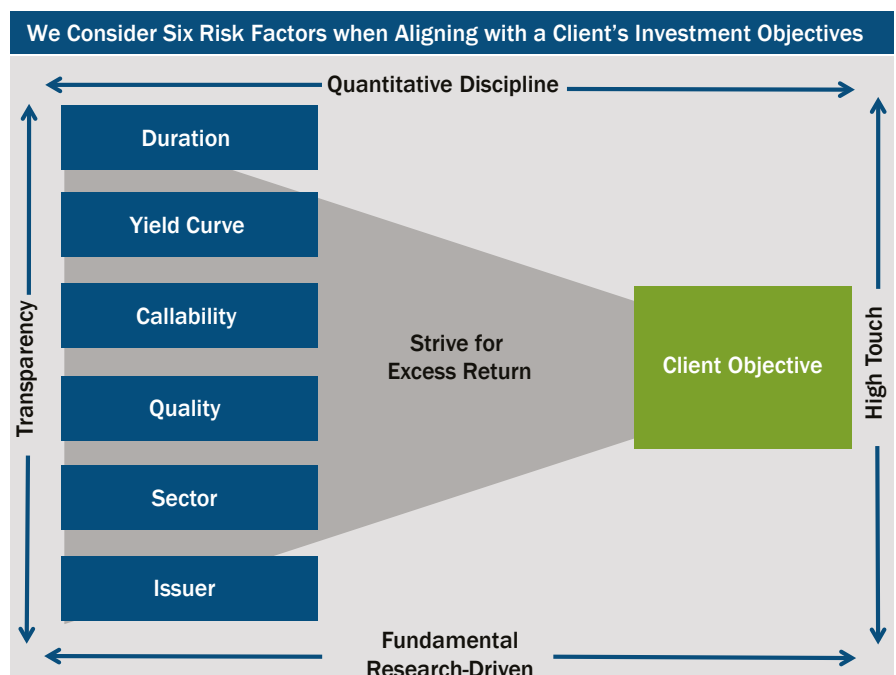 We Consider Six Risk Factors when Aligning with a Client's Investment Objectives
Quantitative Discipline
Duration
Yield Curve
Callability
Quality
Sector
Issuer
Transparency
Strive for
Excess Return
Client Objective
High Touch
Fundamental
Research-Driven